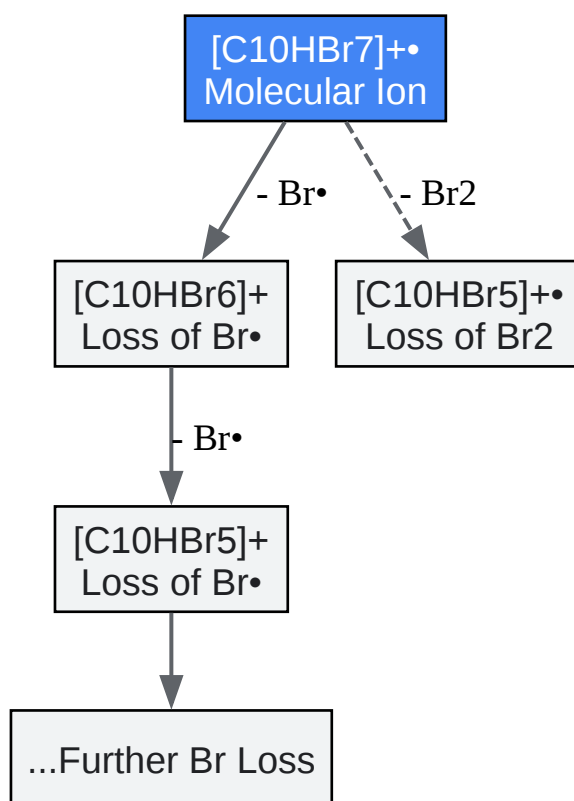 [C10HBr7]+•
Molecular Ion
- Br•
- Br2
[C10HBr6]+
Loss of Br•
[C10HBr5]+•
Loss of Br2
- Br•
[C10HBr5]+
Loss of Br•
...Further Br Loss